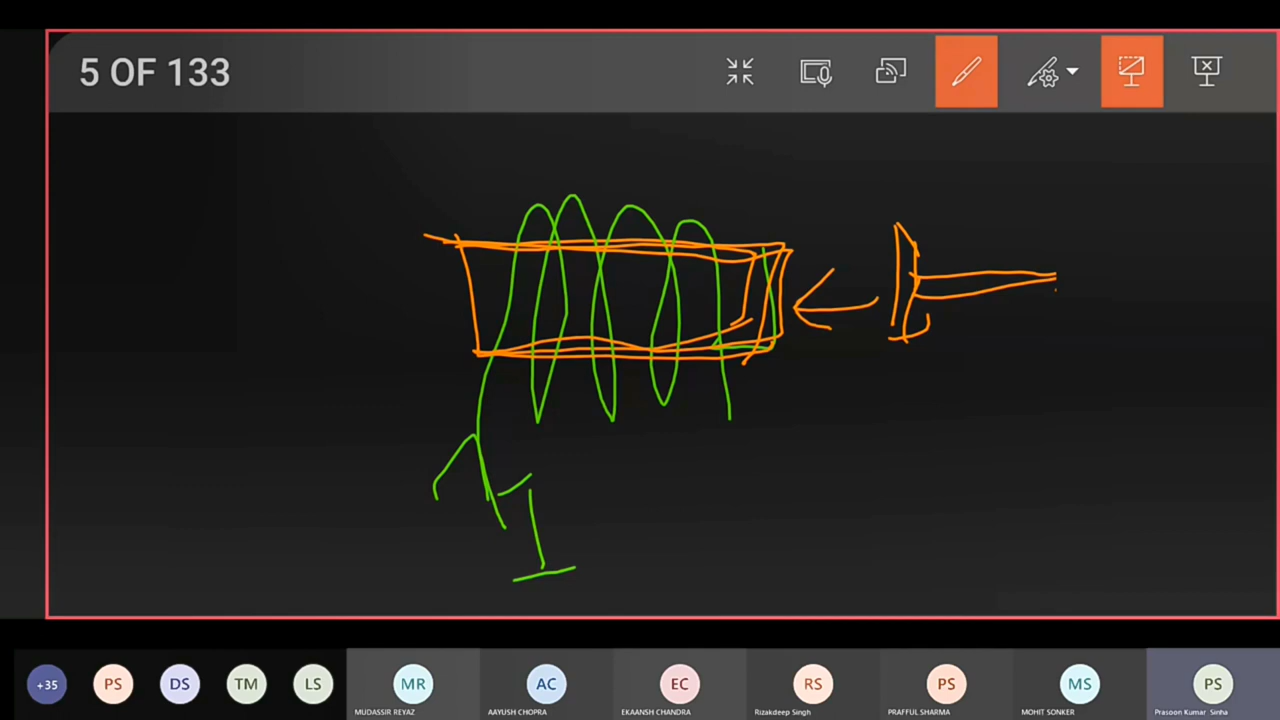 5 OF 133
I
+35 PS DS TM LS MR AC EC RS PS MS PS
MUDASSIR REYAZ AAYUSH CHOPRA EKAANSH CHANDRA Rizakdeep Singh PRAFFUL SHARMA MOHIT SONKER Prasoon Kumar Sinha